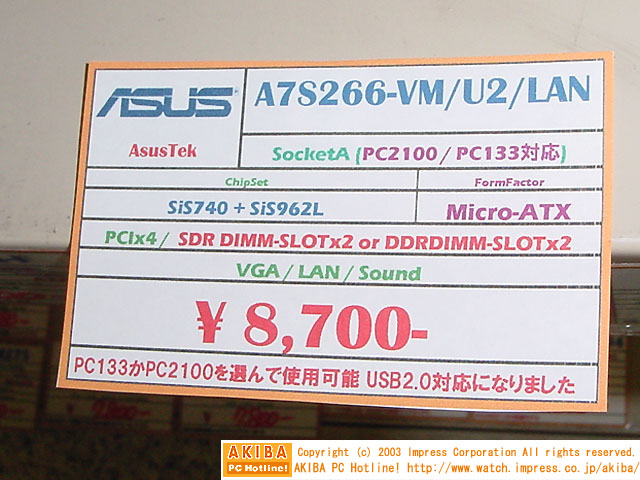 ASUS
AsusTek
A7S266-VM/U2/LAN
SocketA (PC2100 / PC133対応)
ChipSet
FormFactor
SiS740 + SiS962L
Micro-ATX
PCIx4 / SDR DIMM-SLOTx2 or DDRDIMM-SLOTx2
VGA / LAN / Sound
¥ 8,700-
PC133かPC2100を選んで使用可能 USB2.0対応になりました
AKIBA
PC Hotline!
Copyright (c) 2003 Impress Corporation All rights reserved.
AKIBA PC Hotline! http://www.watch.impress.co.jp/akiba/